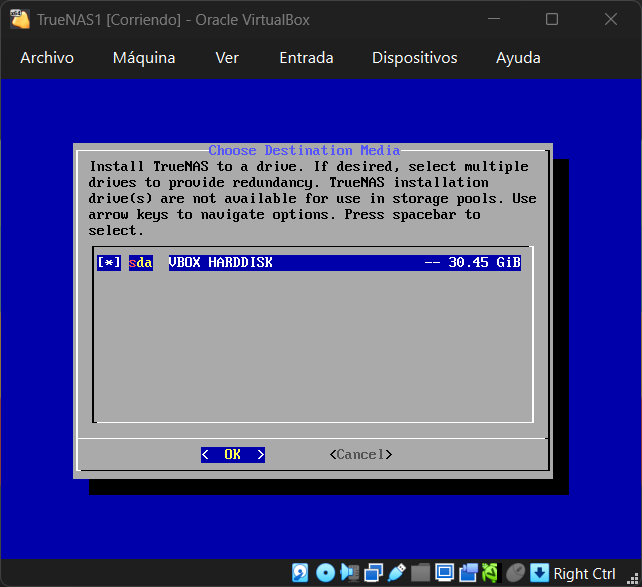 TrueNAS1 [Corriendo] - Oracle VirtualBox
Archivo Máquina Ver Entrada Dispositivos Ayuda
Choose Destination Media
Install TrueNAS to a drive. If desired, select multiple
drives to provide redundancy. TrueNAS installation
drive(s) are not available for use in storage pools. Use
arrow keys to navigate options. Press spacebar to
select.
[*] sda VBOX HARDDISK -- 30.45 GiB
< OK > <Cancel>
Right Ctrl